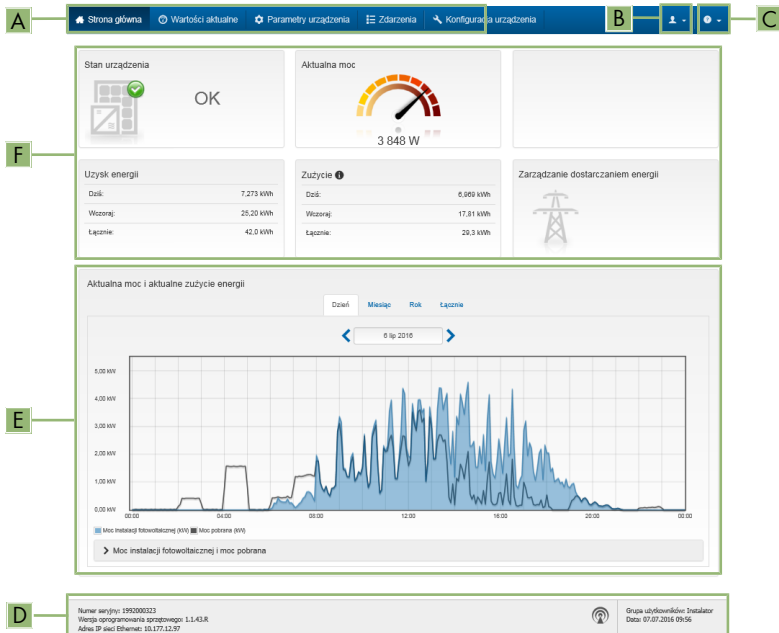 A
Strona główna Wartości aktualne Parametry urządzenia Zdarzenia Konfiguracja urządzenia
B
C
Stan urządzenia
OK
Aktualna moc
3 848 W
F
Uzysk energii
Dziś: 7,273 kWh
Wczoraj: 25,20 kWh
Łącznie: 42,0 kWh
Zużycie
Dziś: 6,969 kWh
Wczoraj: 17,81 kWh
Łącznie: 29,3 kWh
Zarządzanie dostarczaniem energii
E
Aktualna moc i aktualne zużycie energii
Dzień Miesiąc Rok Łącznie
6 lip 2016
5,00 kW
4,00 kW
3,00 kW
2,00 kW
1,00 kW
0,00 kW
00:00 04:00 08:00 12:00 16:00 20:00 00:00
Moc instalacji fotowoltaicznej (kW) Moc pobrana (kW)
Moc instalacji fotowoltaicznej i moc pobrana
D
Numer seryjny: 1992000323
Wersja oprogramowania sprzętowego: 1.1.43.R
Adres IP sieci Ethernet: 10.177.12.97
Grupa użytkowników: Instalator
Data: 07.07.2016 09:56